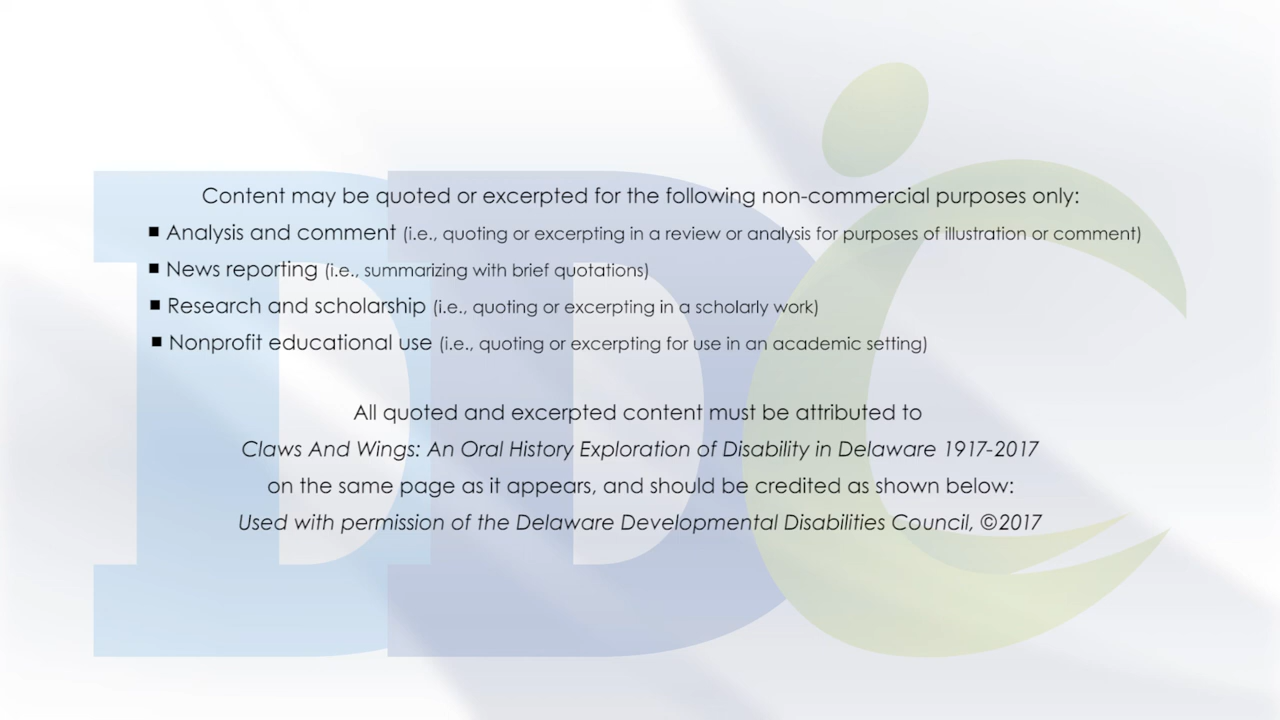 Content may be quoted or excerpted for the following non-commercial purposes only:
▪ Analysis and comment (i.e., quoting or excerpting in a review or analysis for purposes of illustration or comment)
▪ News reporting (i.e., summarizing with brief quotations)
▪ Research and scholarship (i.e., quoting or excerpting in a scholarly work)
▪ Nonprofit educational use (i.e., quoting or excerpting for use in an academic setting)
All quoted and excerpted content must be attributed to
Claws And Wings: An Oral History Exploration of Disability in Delaware 1917-2017
on the same page as it appears, and should be credited as shown below:
Used with permission of the Delaware Developmental Disabilities Council, ©2017
DDC